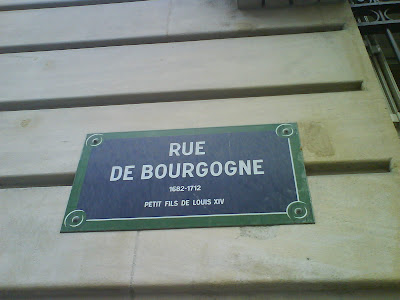 RUE
DE BOURGOGNE
1682-1712
PETIT FILS DE LOUIS XIV